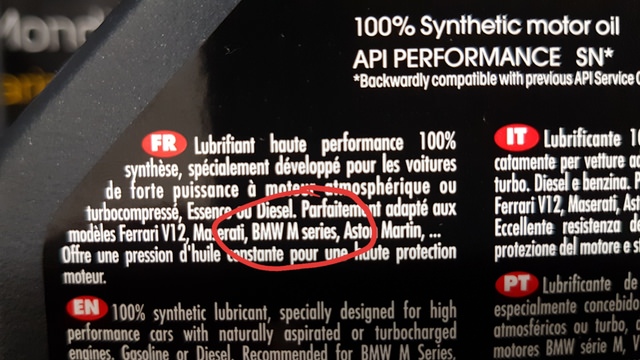 100% Synthetic motor oil
API PERFORMANCE SN*
*Backwardly compatible with previous API Service
FR Lubrifiant haute performance 100%
synthèse, spécialement développé pour les voitures
de forte puissance à moteur atmosphérique ou
turbocompressé, Essence ou Diesel. Parfaitement adapté aux
modèles Ferrari V12, Maserati, BMW M series, Aston Martin, ...
Offre une pression d'huile constante pour une haute protection
moteur.
EN 100% synthetic lubricant, specially designed for high
performance cars with naturally aspirated or turbocharged
engines, Gasoline or Diesel. Recommended for BMW M Series,
IT Lubrificante
catamente per vetture
turbo. Diesel e benzina.
Ferrari V12, Maserati,
Eccellente resistenza
protezione del motore e
PT Lubrificante de
especialmente
atmosféricos ou turbo,
motores BMW série M,